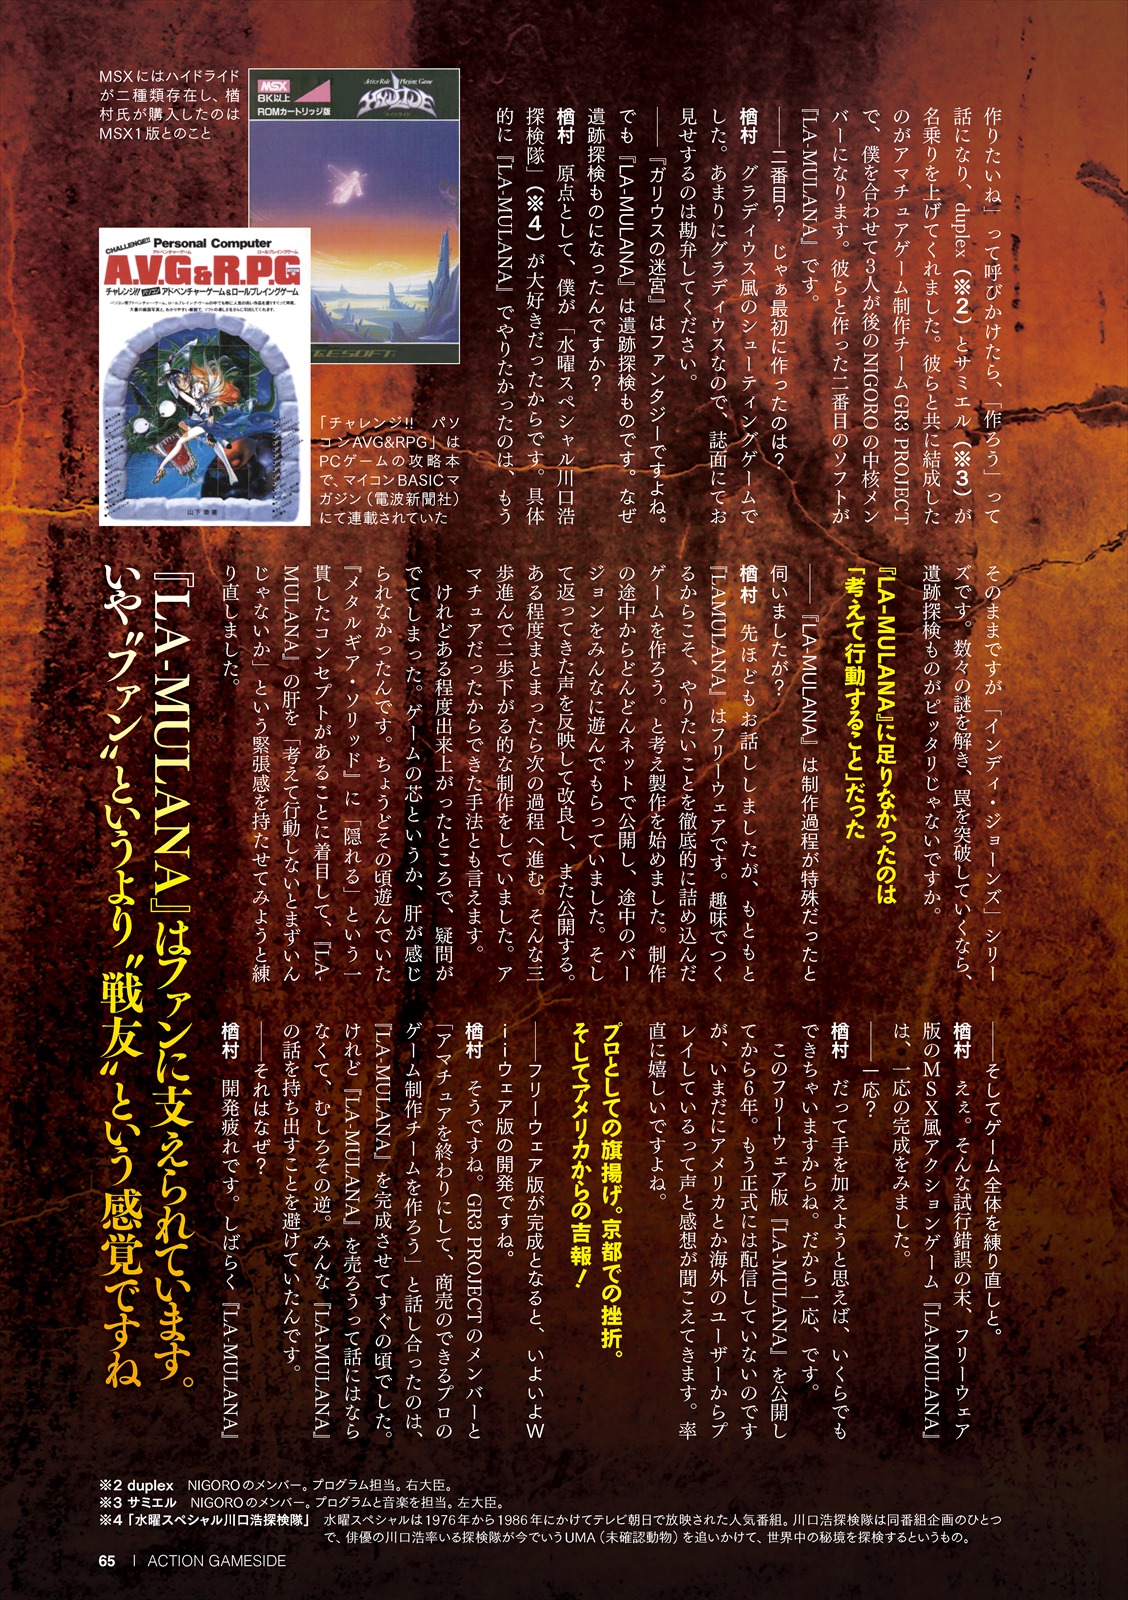 作りたいね」って呼びかけたら、「作ろう」って
話になり、duplex（※2）とサミエル（※3）が
名乗りを上げてくれました。彼らと共に結成した
のがアマチュアゲーム制作チームGR3 PROJECT
で、僕を合わせて3人が後のNIGOROの中核メン
バーになります。彼らと作った二番目のソフトが
『LA-MULANA』です。
――二番目？　じゃぁ最初に作ったのは？
楢村　グラディウス風のシューティングゲームで
した。あまりにグラディウスなので、誌面にてお
見せするのは勘弁してください。
――『ガリウスの迷宮』はファンタジーですよね。
でも『LA-MULANA』は遺跡探検ものです。なぜ
遺跡探検ものになったんですか？
楢村　原点として、僕が「水曜スペシャル川口浩
探検隊」（※4）が大好きだったからです。具体
的に『LA-MULANA』でやりたかったのは、もう
MSXにはハイドライド
が二種類存在し、楢
村氏が購入したのは
MSX1版とのこと
MSX
8K以上
ROMカートリッジ版
Active Role Playing Game
HYDLIDE
ハイドライド
CHALLENGE!! Personal Computer
アドベンチャーゲーム ロールプレイングゲーム
A.V.G&R.P.G
チャレンジ!! パソコン アドベンチャーゲーム&ロールプレイングゲーム
山下 章 著
「チャレンジ!!　パソ
コンAVG&RPG」は
PCゲームの攻略本
で、マイコンBASICマ
ガジン（電波新聞社）
にて連載されていた
そのままですが「インディ・ジョーンズ」シリー
ズです。数々の謎を解き、罠を突破していくなら、
遺跡探検ものがピッタリじゃないですか。
『LA-MULANA』に足りなかったのは
「考えて行動すること」だった
――『LA-MULANA』は制作過程が特殊だったと
伺いましたが？
楢村　先ほどもお話ししましたが、もともと
『LAMULANA』はフリーウェアです。趣味でつく
るからこそ、やりたいことを徹底的に詰め込んだ
ゲームを作ろう。と考え製作を始めました。制作
の途中からどんどんネットで公開し、途中のバー
ジョンをみんなに遊んでもらっていました。そし
て返ってきた声を反映して改良し、また公開する。
ある程度まとまったら次の過程へ進む。そんな三
歩進んで二歩下がる的な制作をしていました。ア
マチュアだったからできた手法とも言えます。
　けれどある程度出来上がったところで、疑問が
でてしまった。ゲームの芯というか、肝が感じ
られなかったんです。ちょうどその頃遊んでいた
『メタルギア・ソリッド』に「隠れる」という一
貫したコンセプトがあることに着目して、『LA-
MULANA』の肝を「考えて行動しないとまずいん
じゃないか」という緊張感を持たせてみようと練
り直しました。
『LA-MULANA』はファンに支えられています。
いや〝ファン〟というより〝戦友〟という感覚ですね
――そしてゲーム全体を練り直しと。
楢村　えぇ。そんな試行錯誤の末、フリーウェア
版のMSX風アクションゲーム『LA-MULANA』
は、一応の完成をみました。
――一応？
楢村　だって手を加えようと思えば、いくらでも
できちゃいますからね。だから一応、です。
　このフリーウェア版『LA-MULANA』を公開し
てから6年。もう正式には配信していないのです
が、いまだにアメリカとか海外のユーザーからプ
レイしているって声と感想が聞こえてきます。率
直に嬉しいですよね。
プロとしての旗揚げ。京都での挫折。
そしてアメリカからの吉報！
――フリーウェア版が完成となると、いよいよW
iiウェア版の開発ですね。
楢村　そうですね。GR3 PROJECTのメンバーと
「アマチュアを終わりにして、商売のできるプロの
ゲーム制作チームを作ろう」と話し合ったのは、
『LA-MULANA』を完成させてすぐの頃でした。
けれど『LA-MULANA』を売ろうって話にはなら
なくて、むしろその逆。みんな『LA-MULANA』
の話を持ち出すことを避けていたんです。
――それはなぜ？
楢村　開発疲れです。しばらく『LA-MULANA』
※2 duplex　NIGOROのメンバー。プログラム担当。右大臣。
※3 サミエル　NIGOROのメンバー。プログラムと音楽を担当。左大臣。
※4「水曜スペシャル川口浩探検隊」　水曜スペシャルは1976年から1986年にかけてテレビ朝日で放映された人気番組。川口浩探検隊は同番組企画のひとつ
で、俳優の川口浩率いる探検隊が今でいうUMA（未確認動物）を追いかけて、世界中の秘境を探検するというもの。
65 | ACTION GAMESIDE